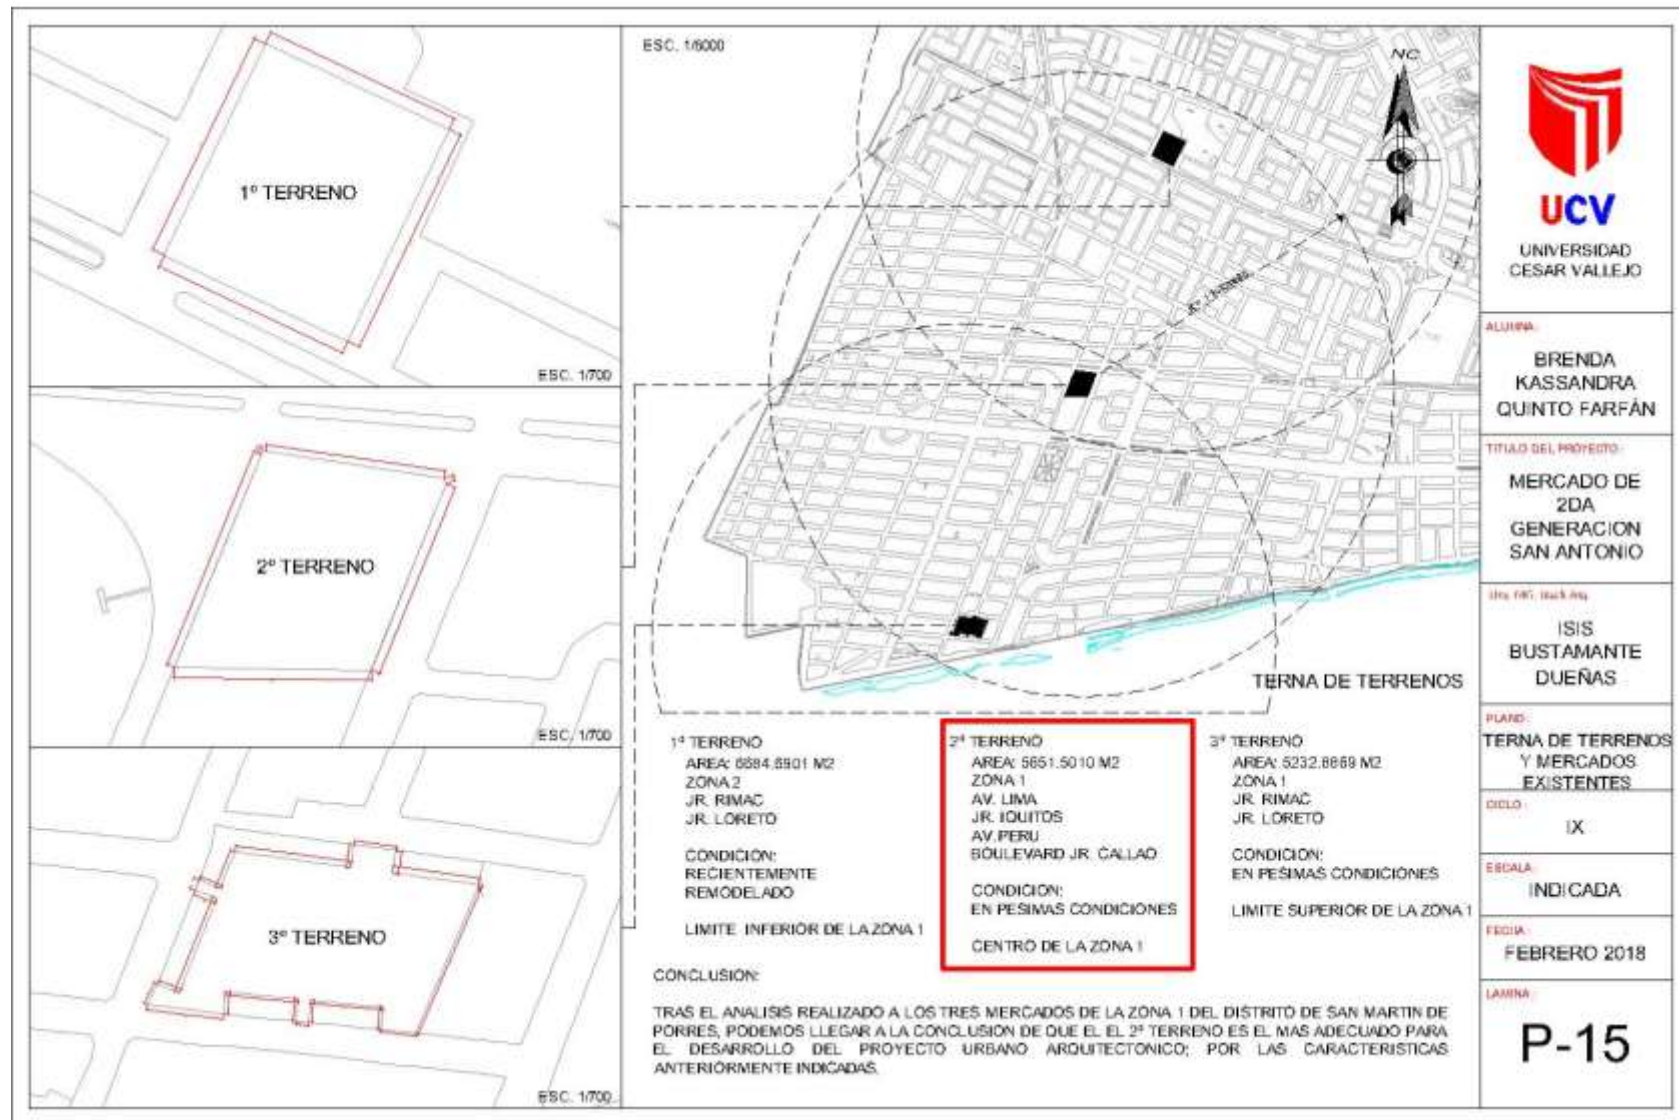 1º TERRENO
ESC. 1/700
2º TERRENO
ESC. 1/700
3º TERRENO
ESC. 1/700
ESC. 1/6000
NC
TERNA DE TERRENOS
1º TERRENO
AREA: 6684.6901 M2
ZONA 2
JR. RIMAC
JR. LORETO
CONDICIÓN:
RECIENTEMENTE
REMODELADO
LIMITE INFERIOR DE LA ZONA 1
2º TERRENO
AREA: 5651.5010 M2
ZONA 1
AV. LIMA
JR. IQUITOS
AV. PERU
BOULEVARD JR. CALLAO
CONDICION:
EN PESIMAS CONDICIONES
CENTRO DE LA ZONA 1
3º TERRENO
AREA: 5232.8869 M2
ZONA 1
JR. RIMAC
JR. LORETO
CONDICION:
EN PESIMAS CONDICIONES
LIMITE SUPERIOR DE LA ZONA 1
CONCLUSIÓN:
TRAS EL ANALISIS REALIZADO A LOS TRES MERCADOS DE LA ZONA 1 DEL DISTRITO DE SAN MARTIN DE
PORRES, PODEMOS LLEGAR A LA CONCLUSION DE QUE EL EL 2º TERRENO ES EL MAS ADECUADO PARA
EL DESARROLLO DEL PROYECTO URBANO ARQUITECTONICO; POR LAS CARACTERISTICAS
ANTERIORMENTE INDICADAS.
UCV
UNIVERSIDAD
CESAR VALLEJO
ALUMNA:
BRENDA
KASSANDRA
QUINTO FARFÁN
TITULO DEL PROYECTO:
MERCADO DE
2DA
GENERACION
SAN ANTONIO
ISIS
BUSTAMANTE
DUEÑAS
PLANO:
TERNA DE TERRENOS
Y MERCADOS
EXISTENTES
CICLO:
IX
ESCALA:
INDICADA
FECHA:
FEBRERO 2018
LAMINA:
P-15